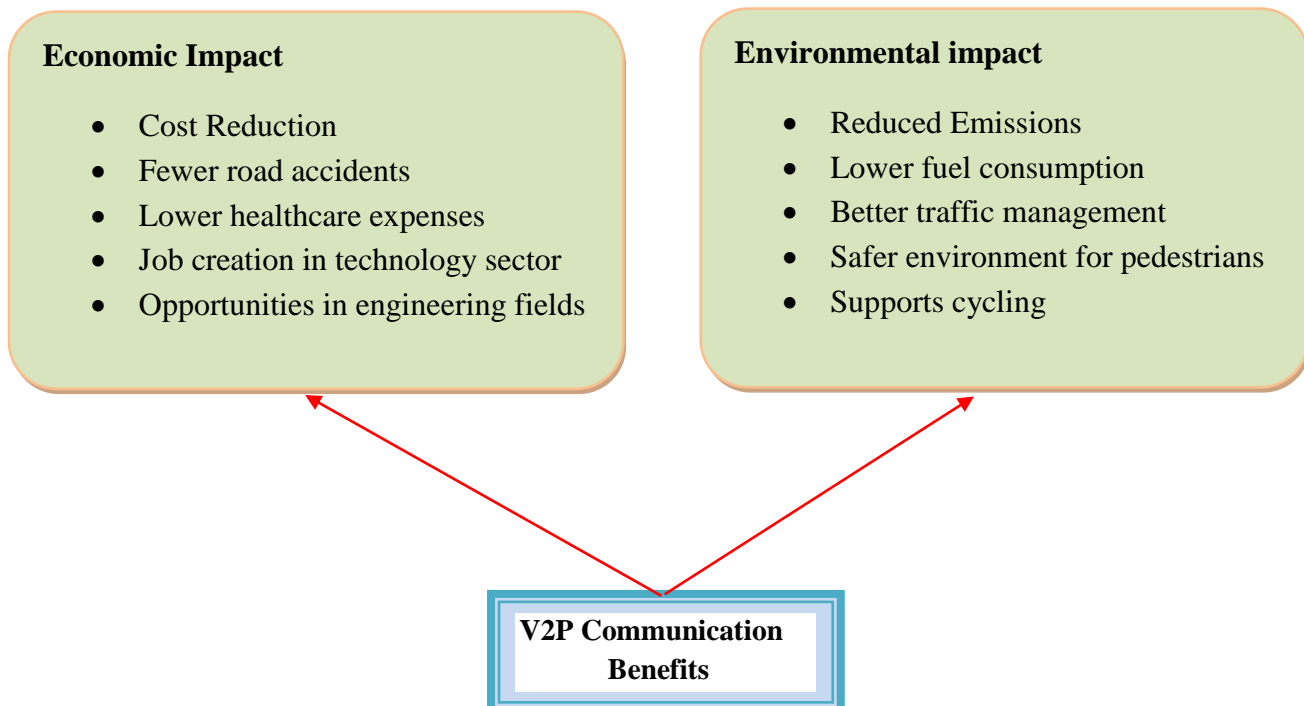 Economic Impact
• Cost Reduction
• Fewer road accidents
• Lower healthcare expenses
• Job creation in technology sector
• Opportunities in engineering fields
Environmental impact
• Reduced Emissions
• Lower fuel consumption
• Better traffic management
• Safer environment for pedestrians
• Supports cycling
V2P Communication
Benefits